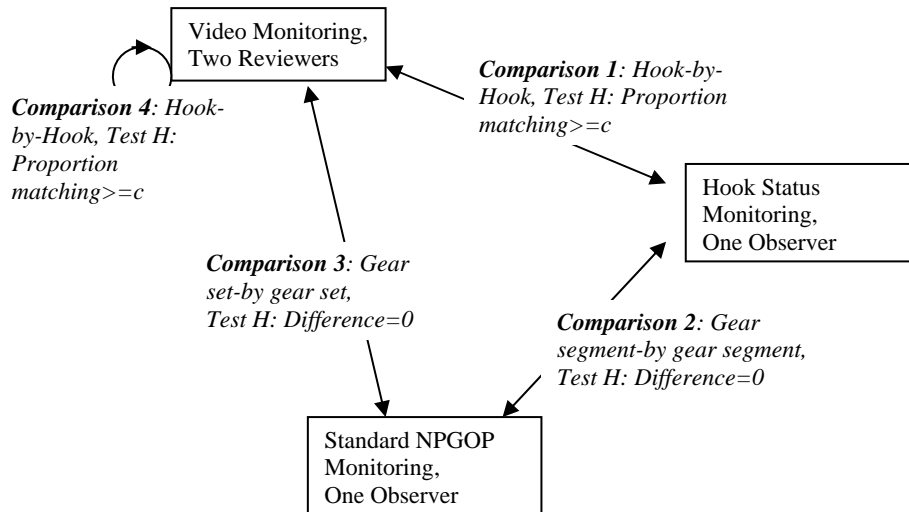 Video Monitoring,
Two Reviewers
Comparison 1: Hook-by-
Hook, Test H: Proportion
matching>=c
Comparison 4: Hook-
by-Hook, Test H:
Proportion
matching>=c
Hook Status
Monitoring,
One Observer
Comparison 3: Gear
set-by gear set,
Test H: Difference=0
Comparison 2: Gear
segment-by gear segment,
Test H: Difference=0
Standard NPGOP
Monitoring,
One Observer